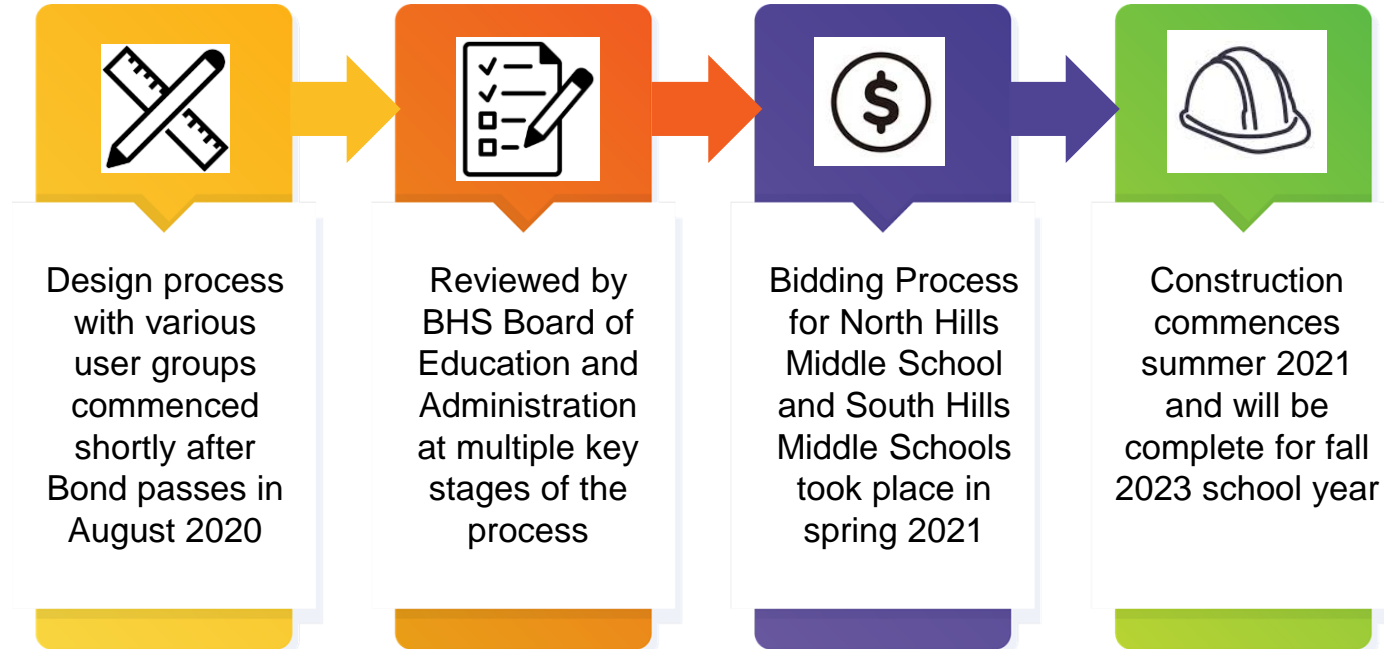 Design process
with various
user groups
commenced
shortly after
Bond passes in
August 2020
Reviewed by
BHS Board of
Education and
Administration
at multiple key
stages of the
process
Bidding Process
for North Hills
Middle School
and South Hills
Middle Schools
took place in
spring 2021
Construction
commences
summer 2021
and will be
complete for fall
2023 school year
$